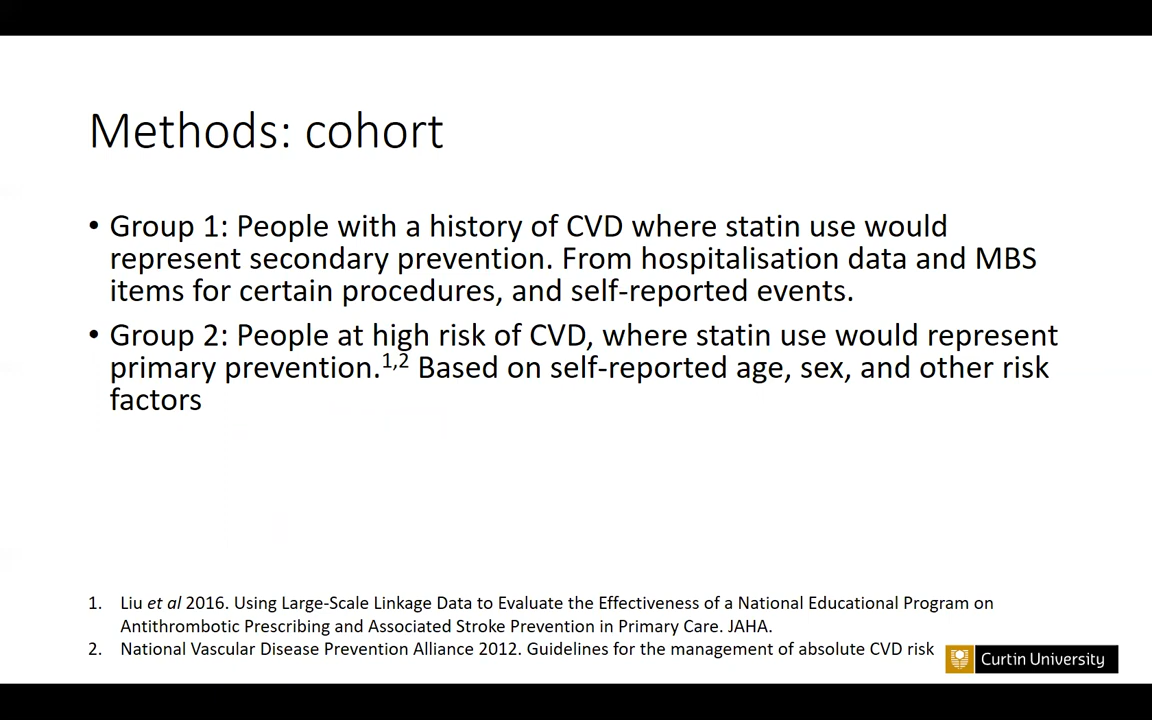 Methods: cohort
• Group 1: People with a history of CVD where statin use would
represent secondary prevention. From hospitalisation data and MBS
items for certain procedures, and self-reported events.
• Group 2: People at high risk of CVD, where statin use would represent
primary prevention.1,2 Based on self-reported age, sex, and other risk
factors
1. Liu et al 2016. Using Large-Scale Linkage Data to Evaluate the Effectiveness of a National Educational Program on
Antithrombotic Prescribing and Associated Stroke Prevention in Primary Care. JAHA.
2. National Vascular Disease Prevention Alliance 2012. Guidelines for the management of absolute CVD risk
Curtin University